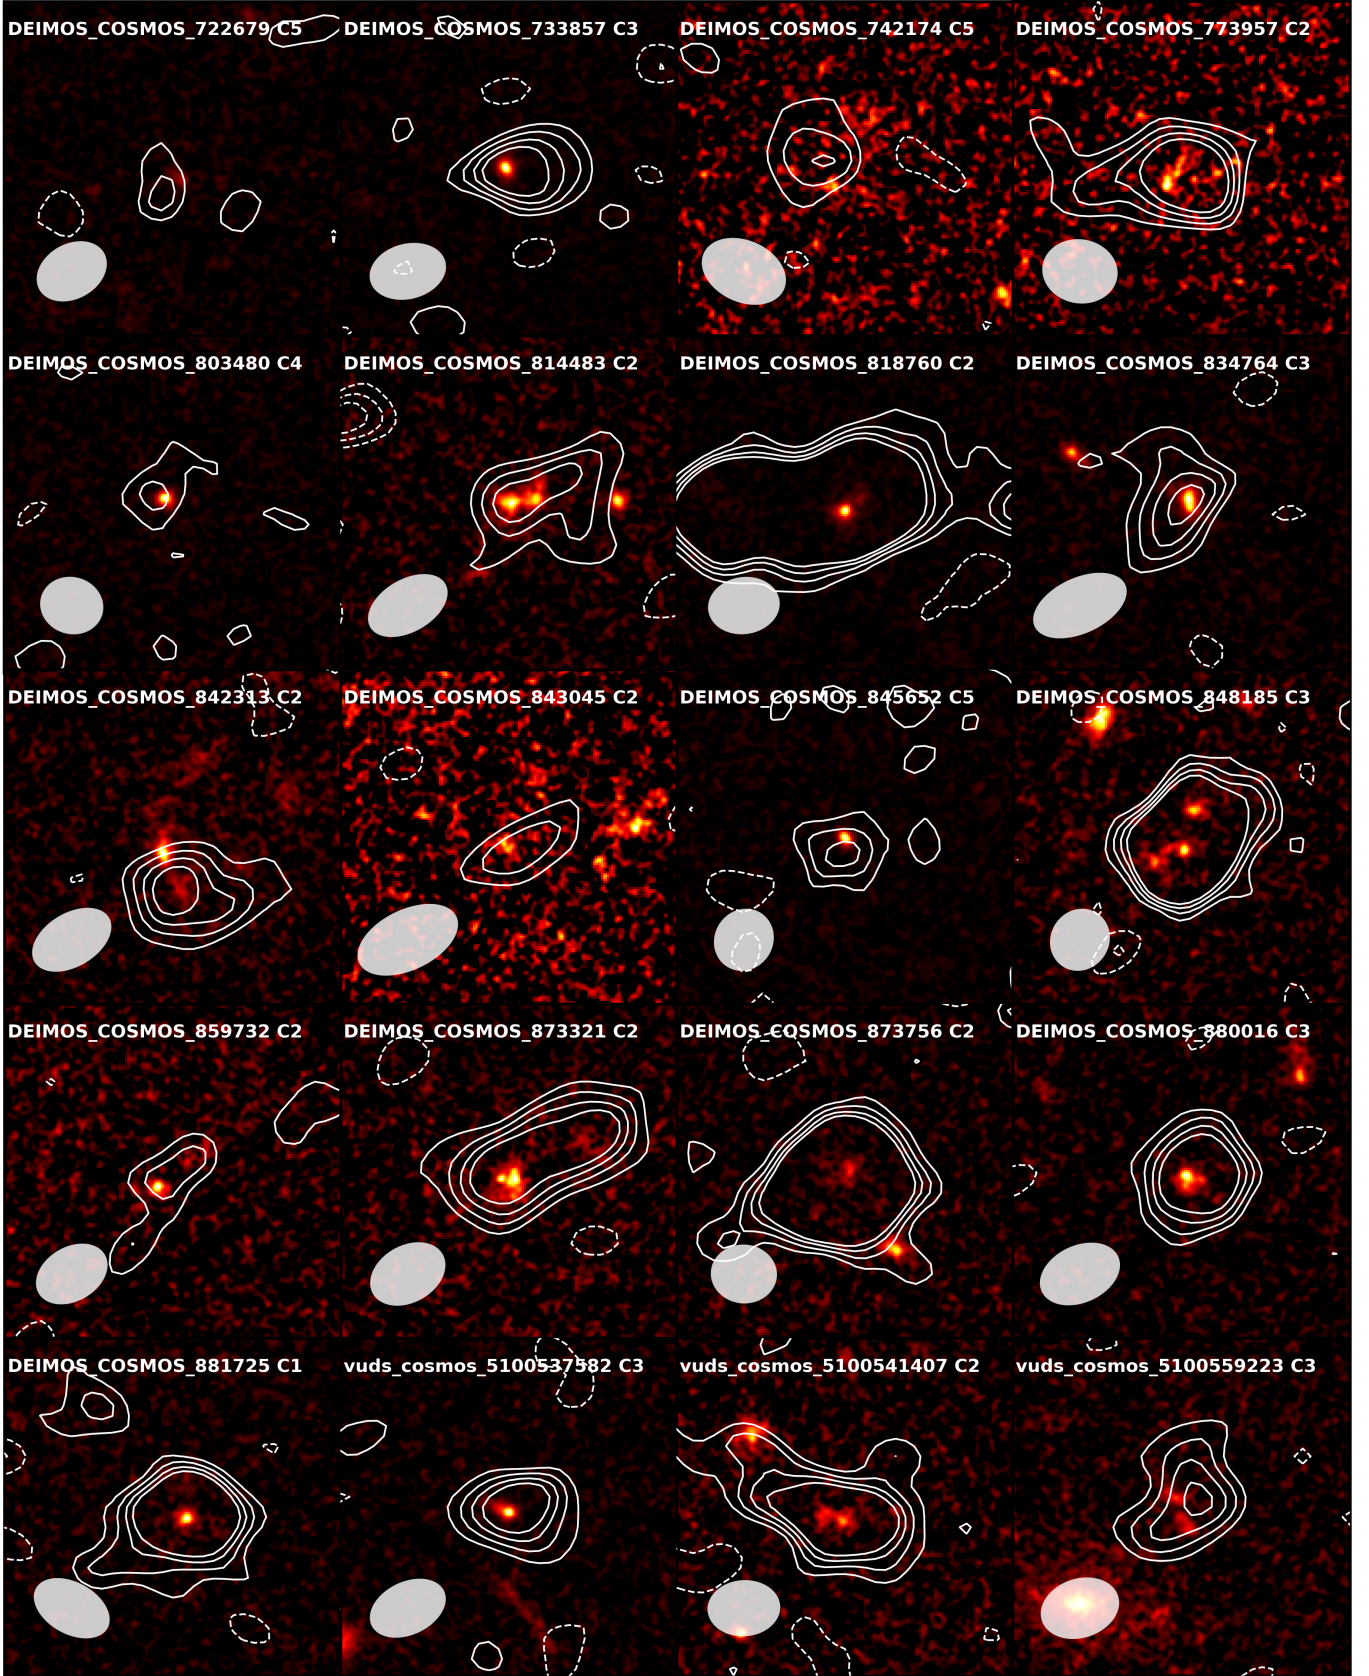 DEIMOS_COSMOS_722679 C5
DEIMOS_COSMOS_733857 C3
DEIMOS_COSMOS_742174 C5
DEIMOS_COSMOS_773957 C2
DEIMOS_COSMOS_803480 C4
DEIMOS_COSMOS_814483 C2
DEIMOS_COSMOS_818760 C2
DEIMOS_COSMOS_834764 C3
DEIMOS_COSMOS_842313 C2
DEIMOS_COSMOS_843045 C2
DEIMOS_COSMOS_845652 C5
DEIMOS_COSMOS_848185 C3
DEIMOS_COSMOS_859732 C2
DEIMOS_COSMOS_873321 C2
DEIMOS_COSMOS_873756 C2
DEIMOS_COSMOS_880016 C3
DEIMOS_COSMOS_881725 C1
vuds_cosmos_5100537582 C3
vuds_cosmos_5100541407 C2
vuds_cosmos_5100559223 C3